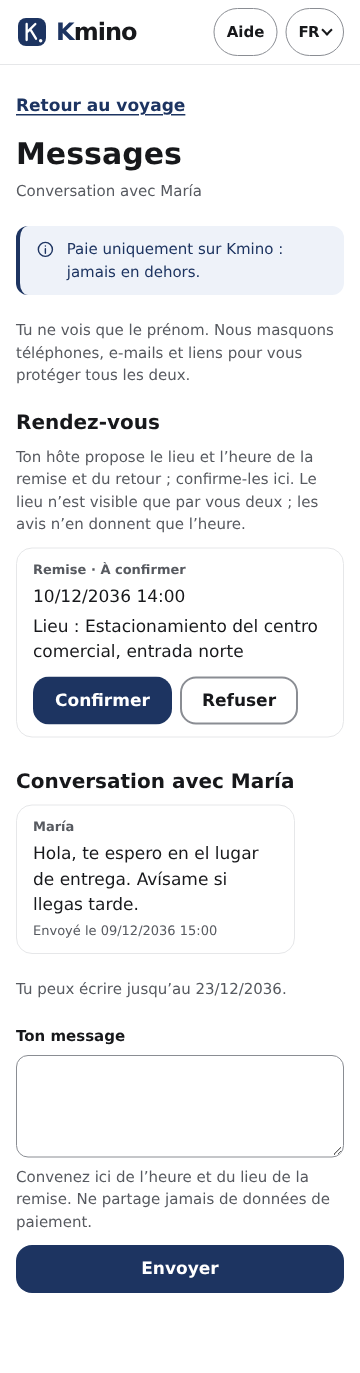 Kmino
Aide
FR
Retour au voyage
Messages
Conversation avec María
Paie uniquement sur Kmino :
jamais en dehors.
Tu ne vois que le prénom. Nous masquons
téléphones, e-mails et liens pour vous
protéger tous les deux.
Rendez-vous
Ton hôte propose le lieu et l’heure de la
remise et du retour ; confirme-les ici. Le
lieu n’est visible que par vous deux ; les
avis n’en donnent que l’heure.
Remise · À confirmer
10/12/2036 14:00
Lieu : Estacionamiento del centro
comercial, entrada norte
Confirmer
Refuser
Conversation avec María
María
Hola, te espero en el lugar
de entrega. Avísame si
llegas tarde.
Envoyé le 09/12/2036 15:00
Tu peux écrire jusqu’au 23/12/2036.
Ton message
Convenez ici de l’heure et du lieu de la
remise. Ne partage jamais de données de
paiement.
Envoyer